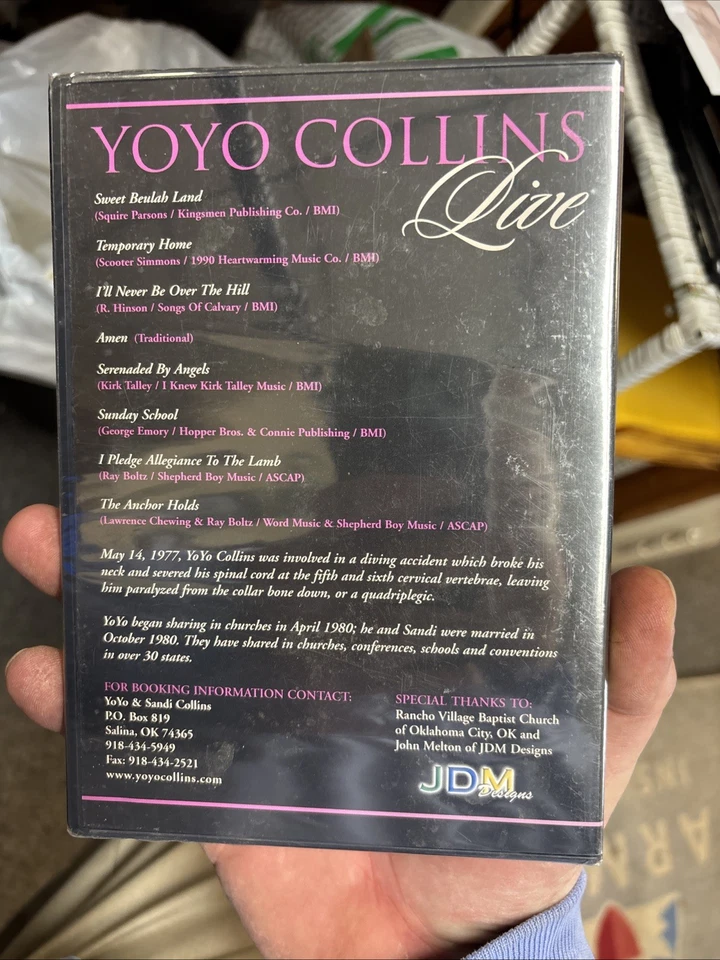 YOYO COLLINS
Live
Sweet Beulah Land
(Squire Parsons / Kingsmen Publishing Co. / BMI)
Temporary Home
(Scooter Simmons / 1990 Heartwarming Music Co. / BMI)
I'll Never Be Over The Hill
(R. Hinson / Songs Of Calvary / BMI)
Amen (Traditional)
Serenaded By Angels
(Kirk Talley / I Knew Kirk Talley Music / BMI)
Sunday School
(George Emory / Hopper Bros. & Connie Publishing / BMI)
I Pledge Allegiance To The Lamb
(Ray Boltz / Shepherd Boy Music / ASCAP)
The Anchor Holds
(Lawrence Chewing & Ray Boltz / Word Music & Shepherd Boy Music / ASCAP)
May 14, 1977, YoYo Collins was involved in a diving accident which broke his
neck and severed his spinal cord at the fifth and sixth cervical vertebrae, leaving
him paralyzed from the collar bone down, or a quadriplegic.
YoYo began sharing in churches in April 1980; he and Sandi were married in
October 1980. They have shared in churches, conferences, schools and conventions
in over 30 states.
FOR BOOKING INFORMATION CONTACT:
YoYo & Sandi Collins
P.O. Box 819
Salina, OK 74365
918-434-5949
Fax: 918-434-2521
www.yoyocollins.com
SPECIAL THANKS TO:
Rancho Village Baptist Church
of Oklahoma City, OK and
John Melton of JDM Designs
JDM
Designs